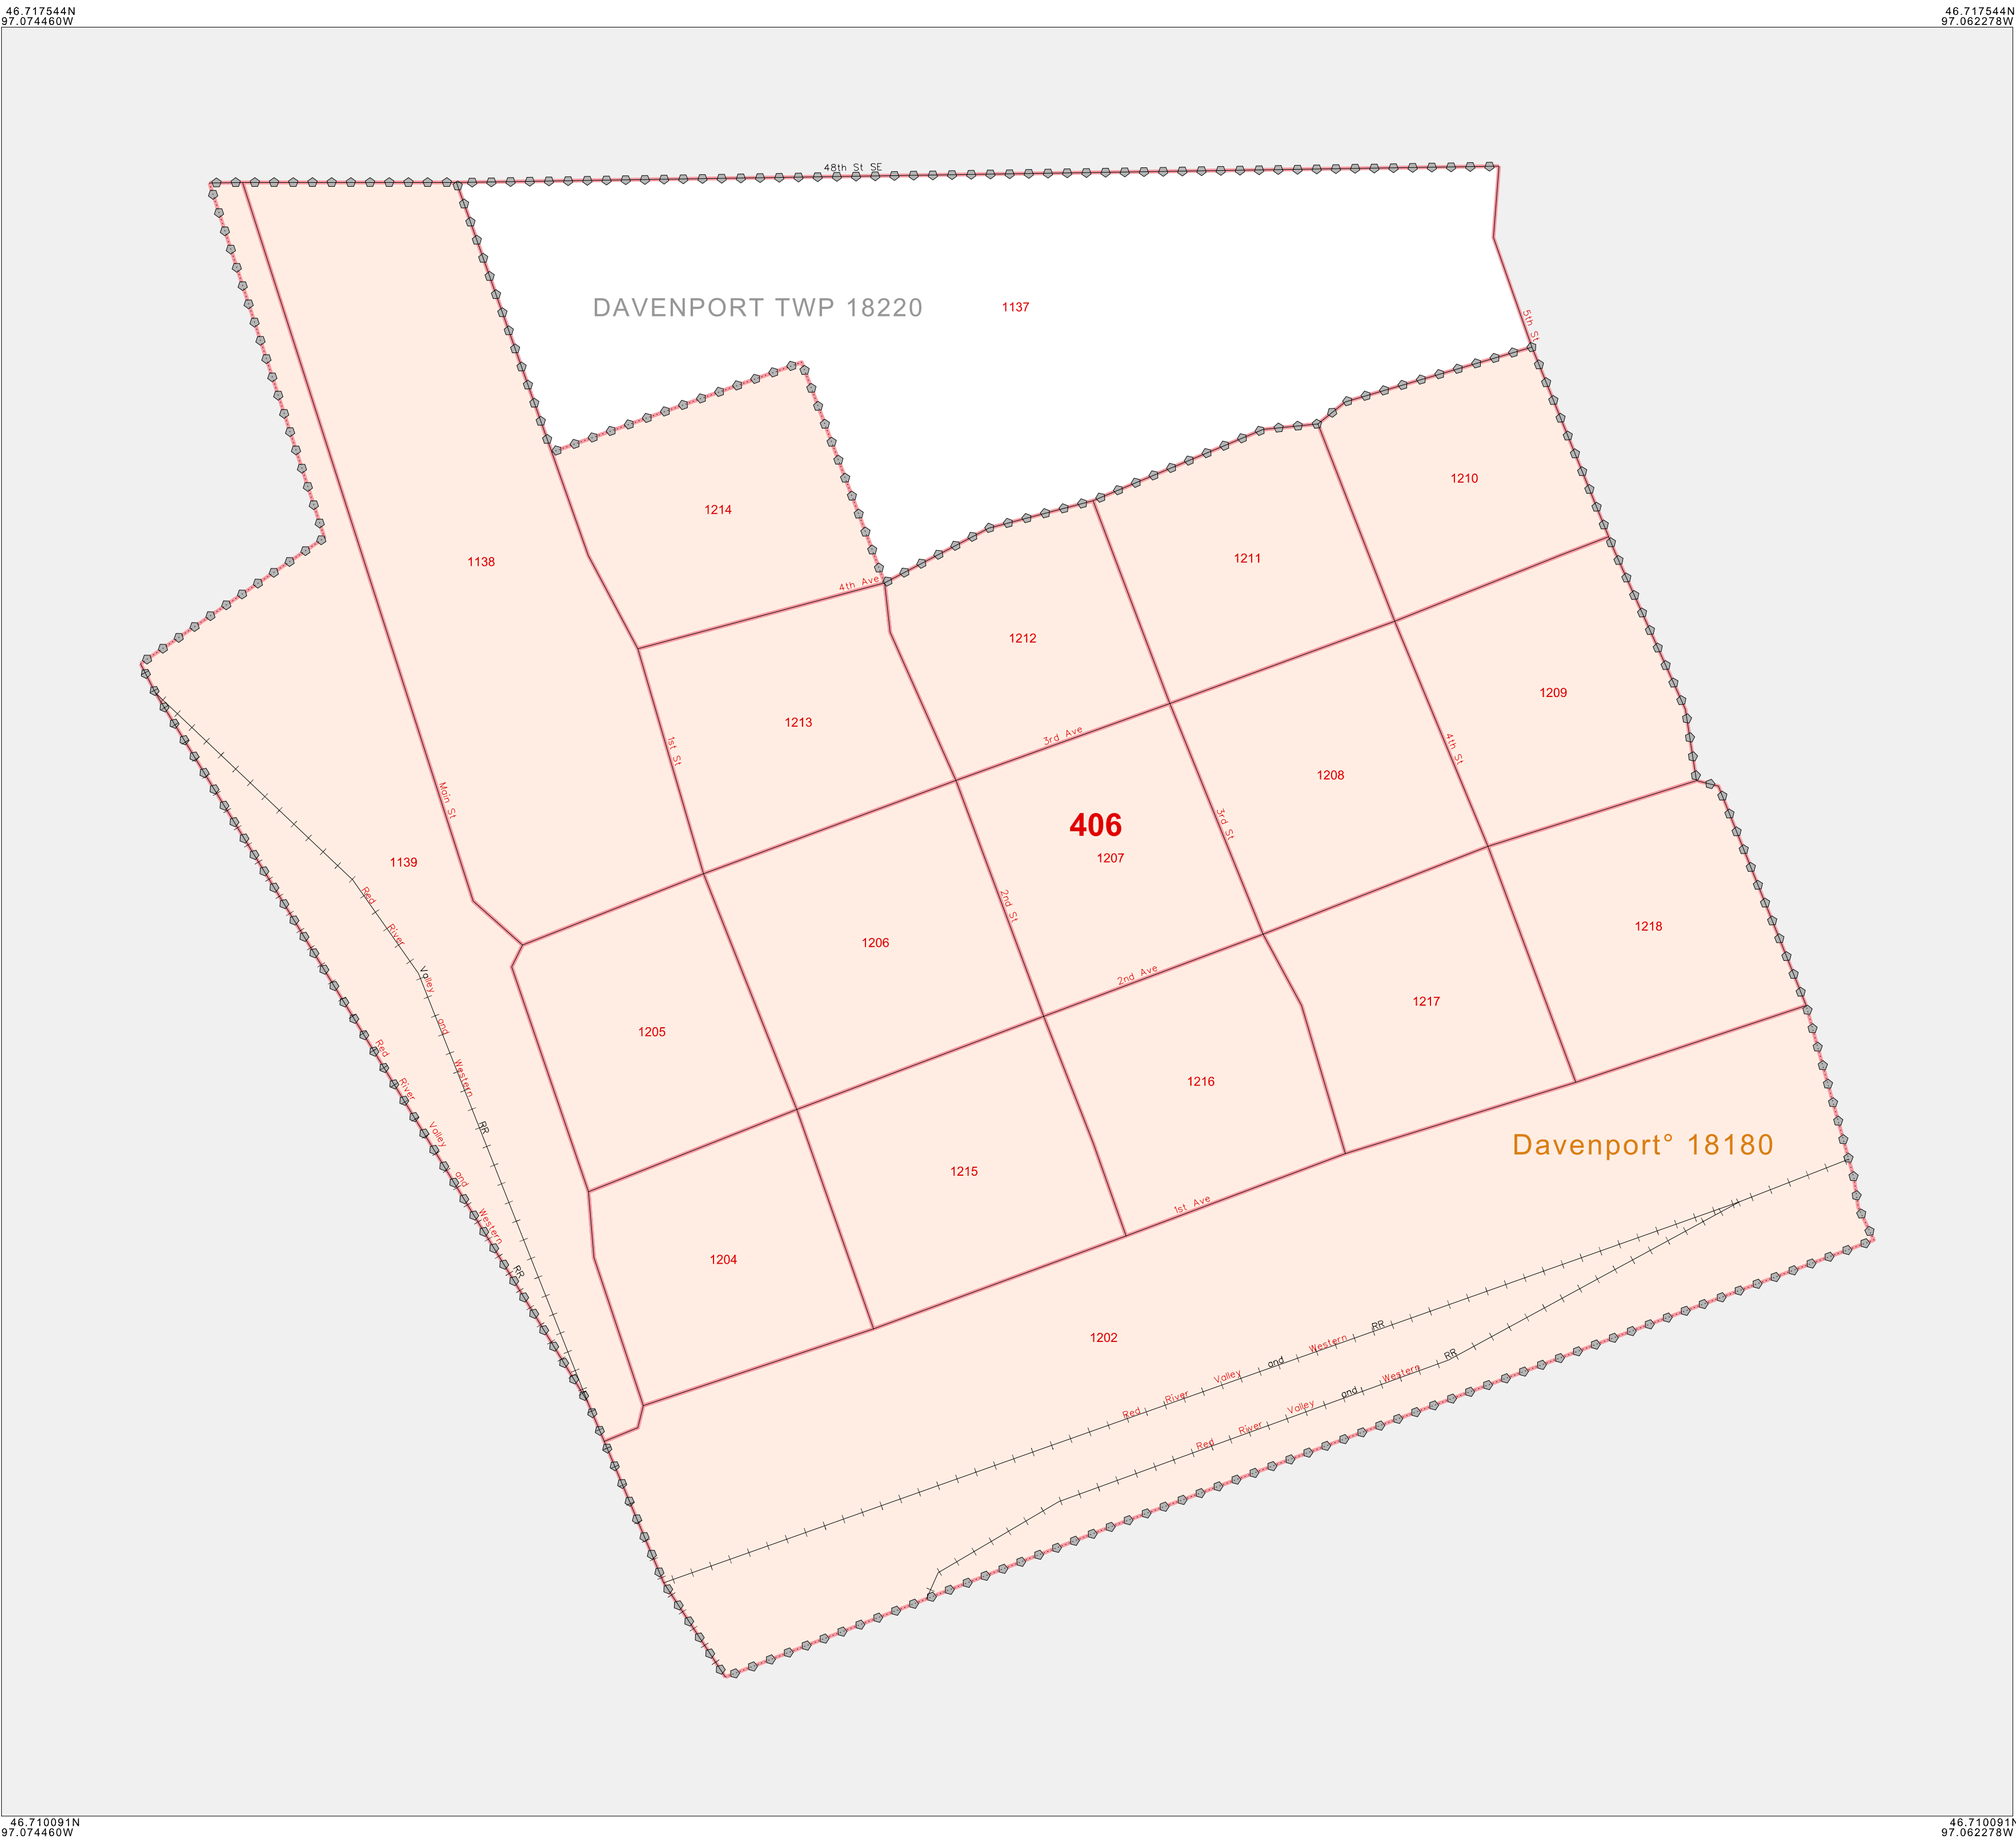 46.717544N
97.074460W
46.717544N
97.062278W
48th St SE
DAVENPORT TWP 18220
1137
5th St
1210
1214
1211
1138
4th Ave
1212
1209
1213
3rd Ave
1st St
4th St
1208
Main St
406
3rd St
1207
1139
Red River Valley and Western RR
2nd St
1218
1206
2nd Ave
1217
1205
Red River Valley and Western RR
1216
Davenport° 18180
1215
1st Ave
1204
1202
Red River Valley and Western RR
Red River Valley and Western RR
46.710091N
97.074460W
46.710091N
97.062278W